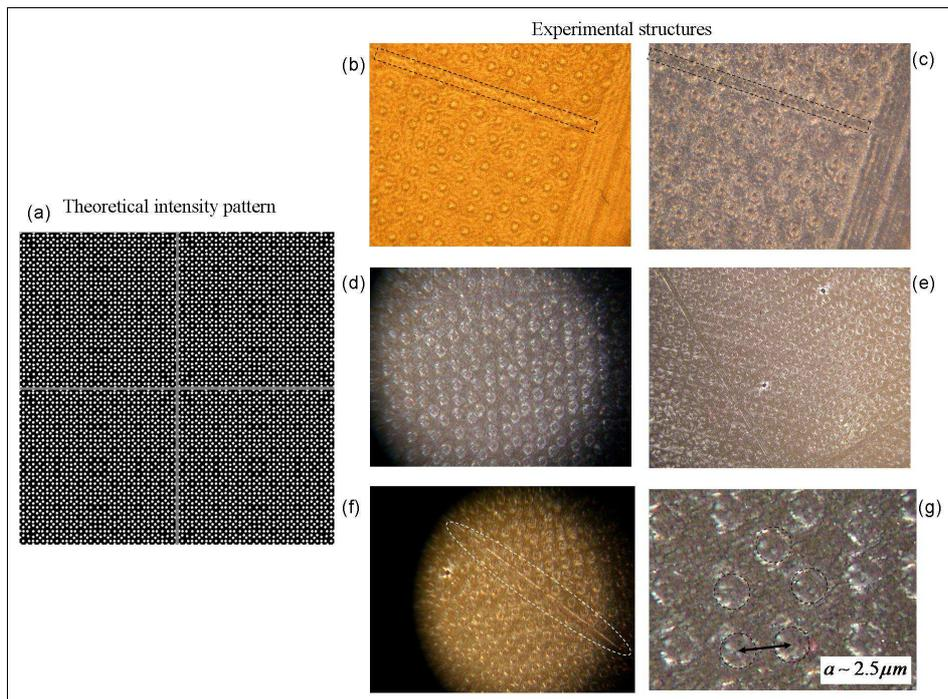 Experimental structures
(b)
(c)
(a) Theoretical intensity pattern
(d)
(e)
(f)
(g)
a ~ 2.5μm